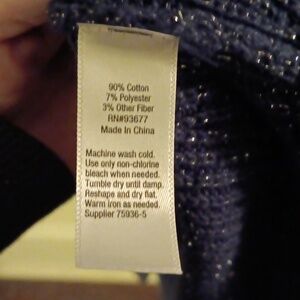 90% Cotton
7% Polyester
3% Other Fiber
RN#93677
Made In China
Machine wash cold.
Use only non-chlorine
bleach when needed.
Tumble dry until damp.
Reshape and dry flat.
Warm iron as needed.
Supplier 75936-5